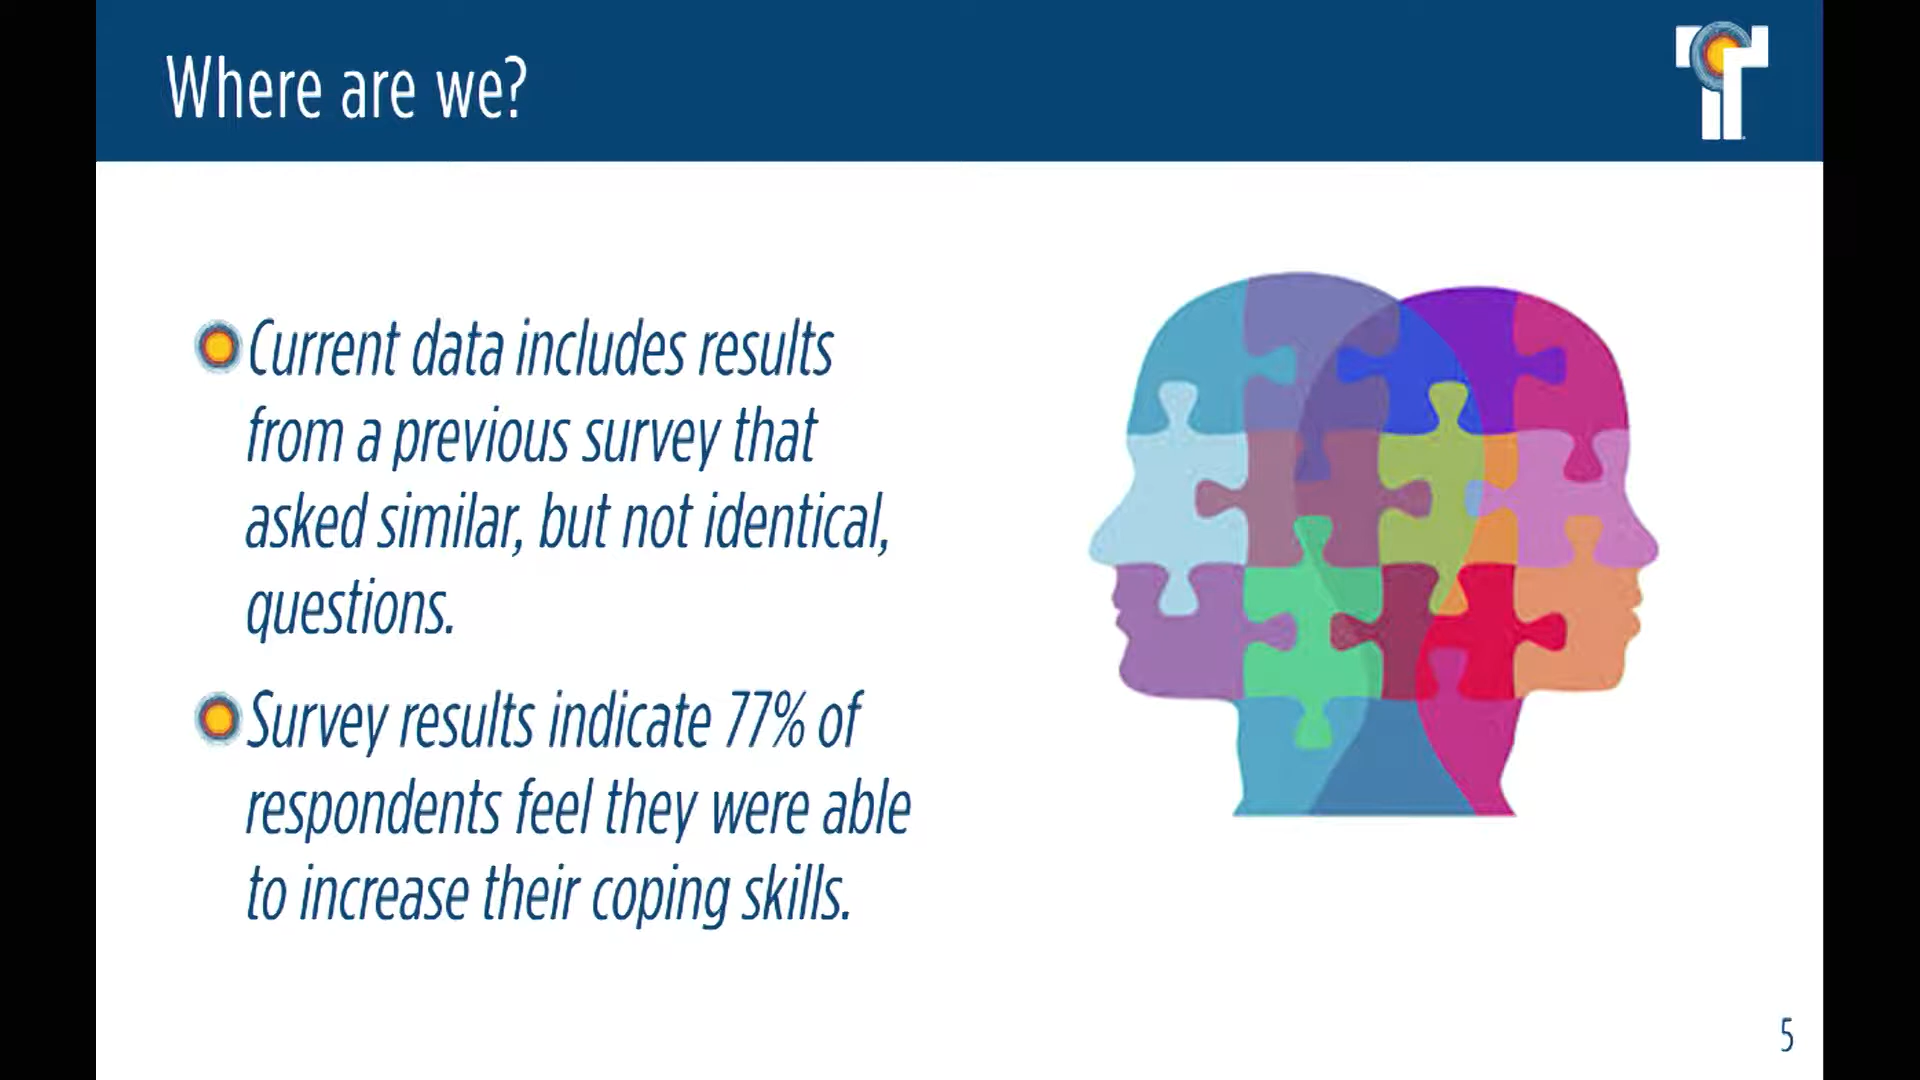 Where are we?
Current data includes results
from a previous survey that
asked similar, but not identical,
questions.
Survey results indicate 77% of
respondents feel they were able
to increase their coping skills.
5